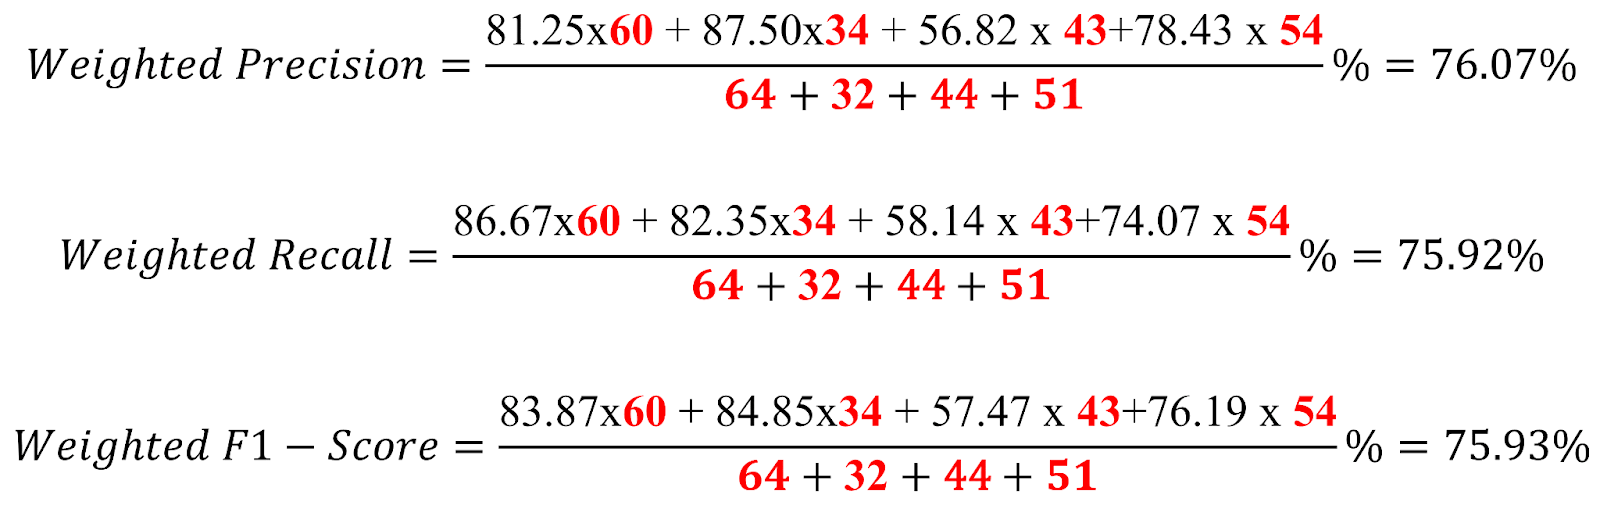 81.25x60 + 87.50x34 + 56.82 x 43+78.43 x 54
Weighted Precision = % = 76.07%
64 + 32 + 44 + 51
86.67x60 + 82.35x34 + 58.14 x 43+74.07 x 54
Weighted Recall = % = 75.92%
64 + 32 + 44 + 51
83.87x60 + 84.85x34 + 57.47 x 43+76.19 x 54
Weighted F1 − Score = % = 75.93%
64 + 32 + 44 + 51